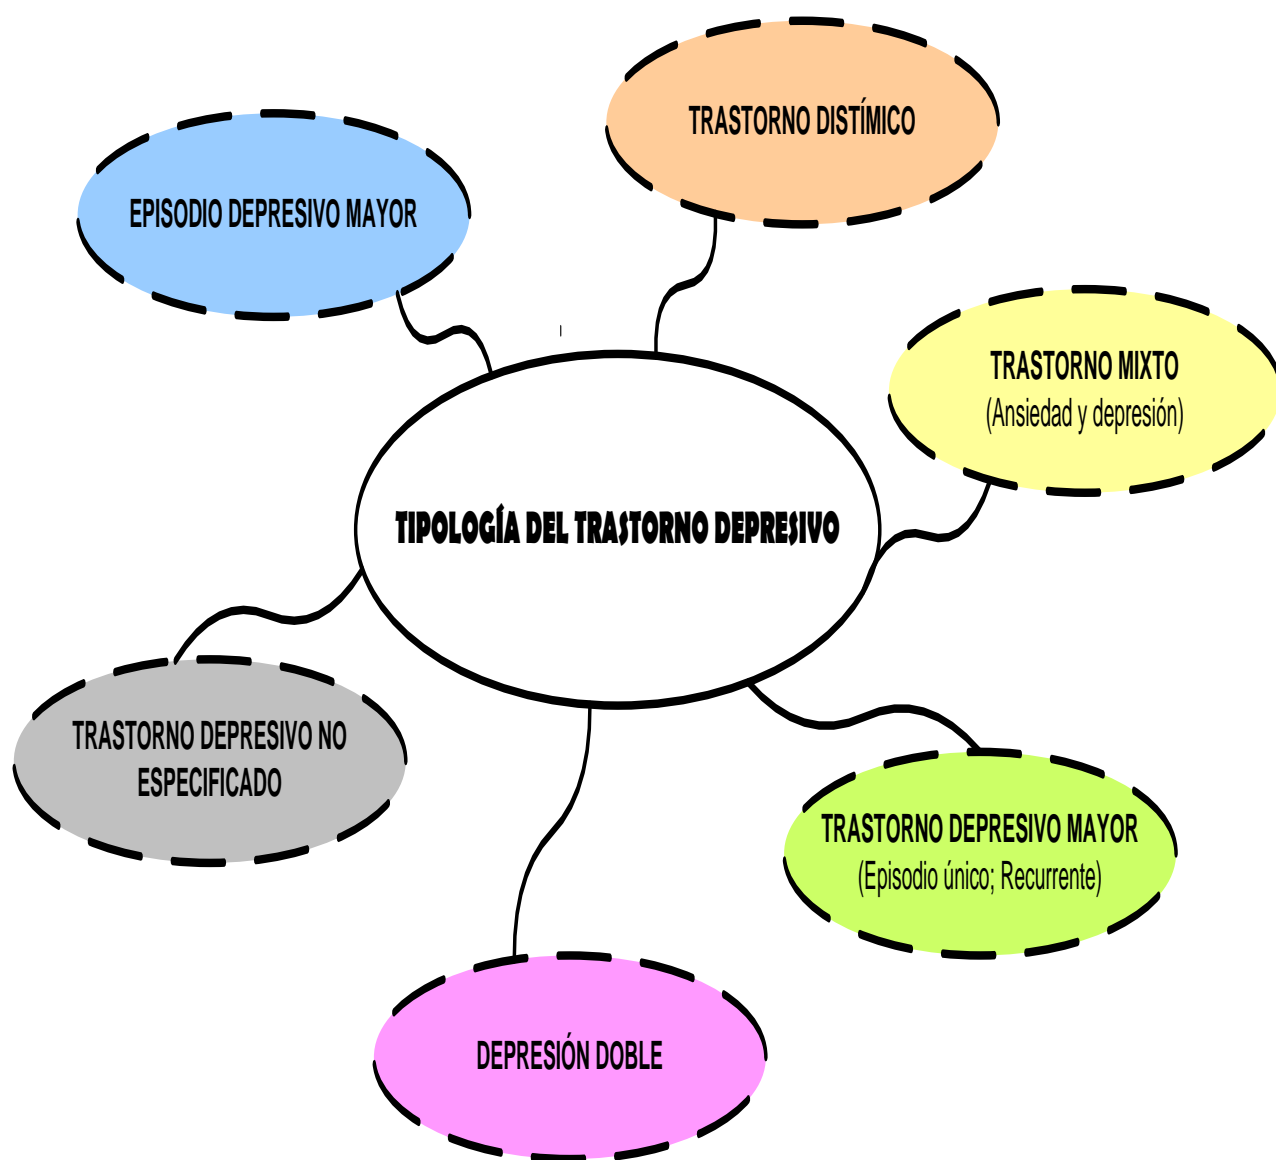 TRASTORNO DISTÍMICO
EPISODIO DEPRESIVO MAYOR
TRASTORNO MIXTO
(Ansiedad y depresión)
TIPOLOGÍA DEL TRASTORNO DEPRESIVO
TRASTORNO DEPRESIVO NO
ESPECIFICADO
TRASTORNO DEPRESIVO MAYOR
(Episodio único; Recurrente)
DEPRESIÓN DOBLE